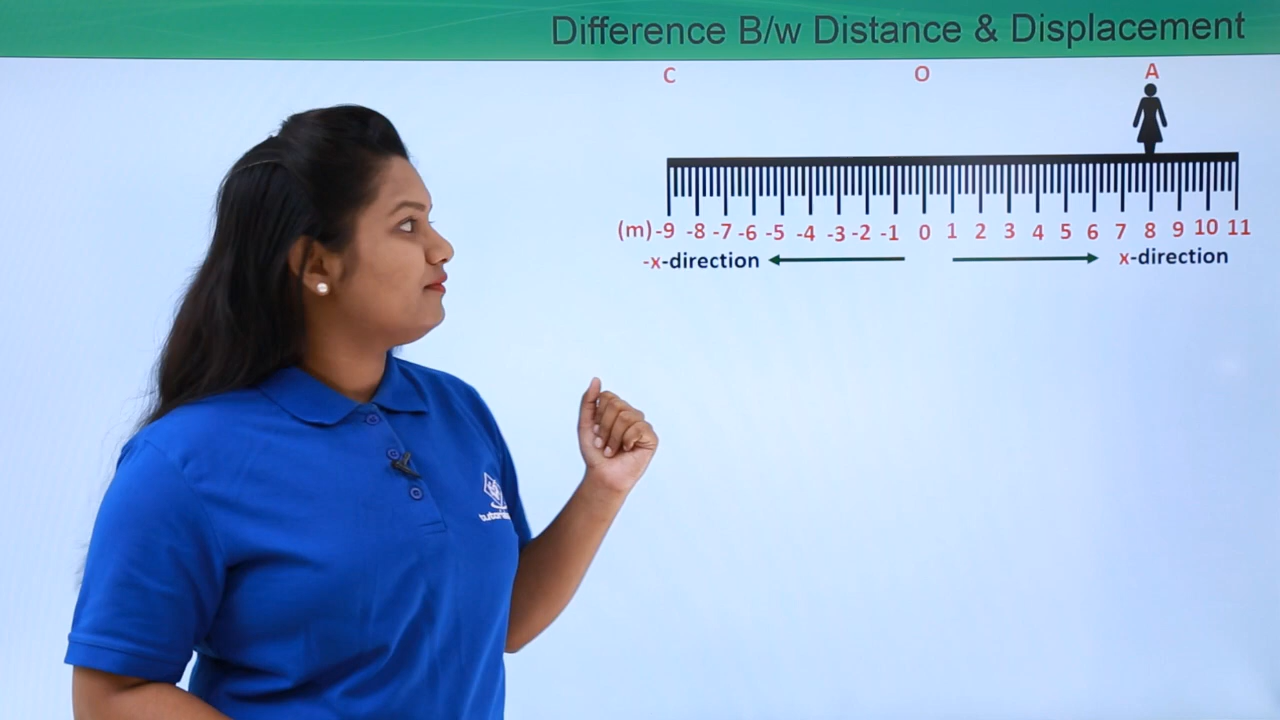 Difference B/w Distance & Displacement
C O A
(m) -9 -8 -7 -6 -5 -4 -3 -2 -1 0 1 2 3 4 5 6 7 8 9 10 11
-x-direction x-direction